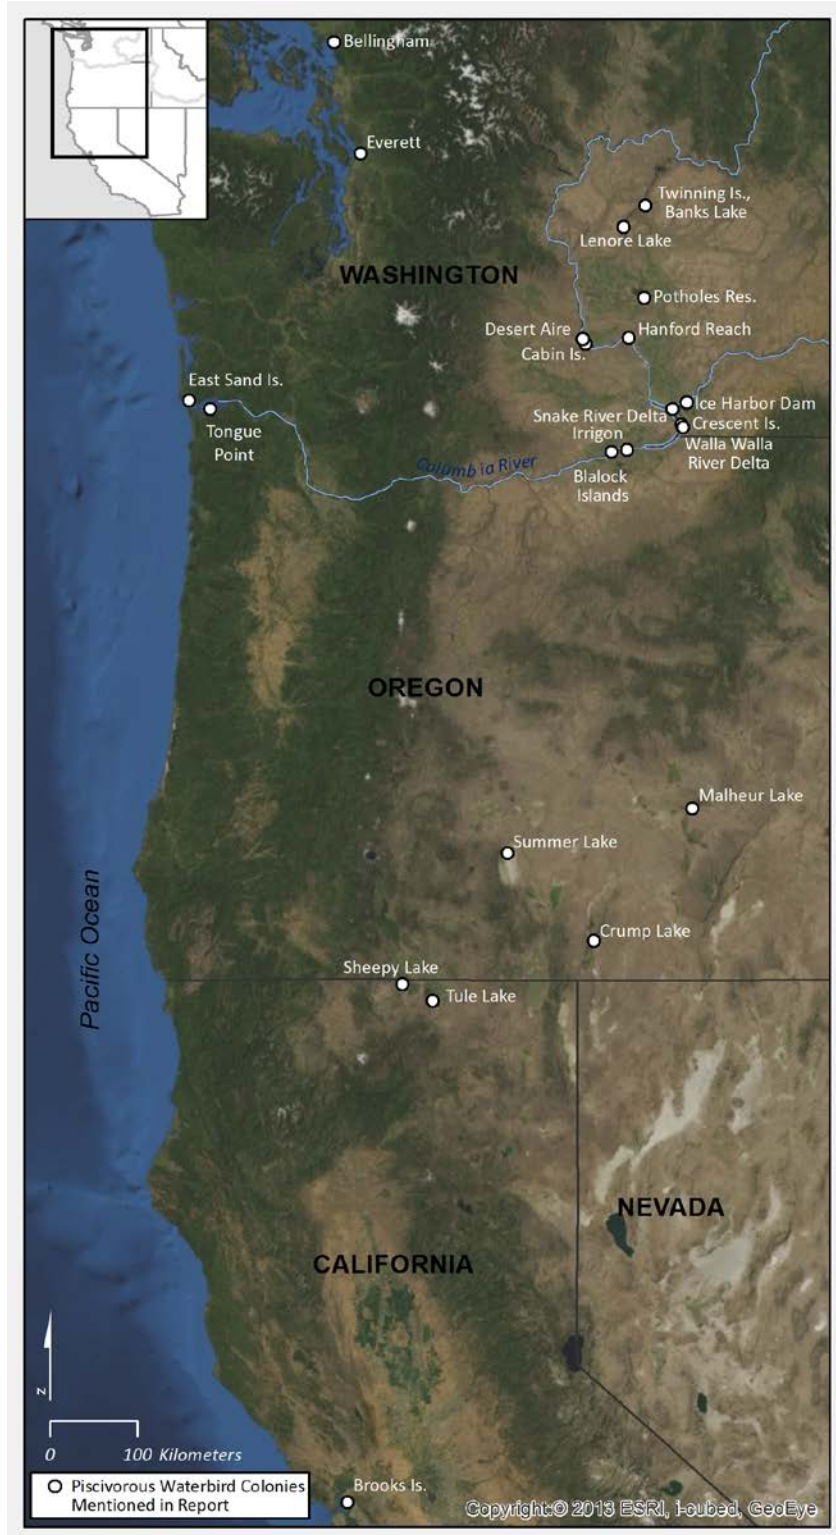 Bellingham
Everett
Twinning Is.,
Banks Lake
Lenore Lake
WASHINGTON
Potholes Res.
Desert Aire
Hanford Reach
Cabin Is.
East Sand Is.
Tongue
Point
Ice Harbor Dam
Snake River Delta
Crescent Is.
Irrigon
Walla Walla
River Delta
Columbia River
Blalock
Islands
OREGON
Malheur Lake
Summer Lake
Pacific Ocean
Crump Lake
Sheepy Lake
Tule Lake
NEVADA
CALIFORNIA
N
0 100 Kilometers
Piscivorous Waterbird Colonies
Mentioned in Report
Brooks Is.
Copyright:© 2013 ESRI, i-cubed, GeoEye